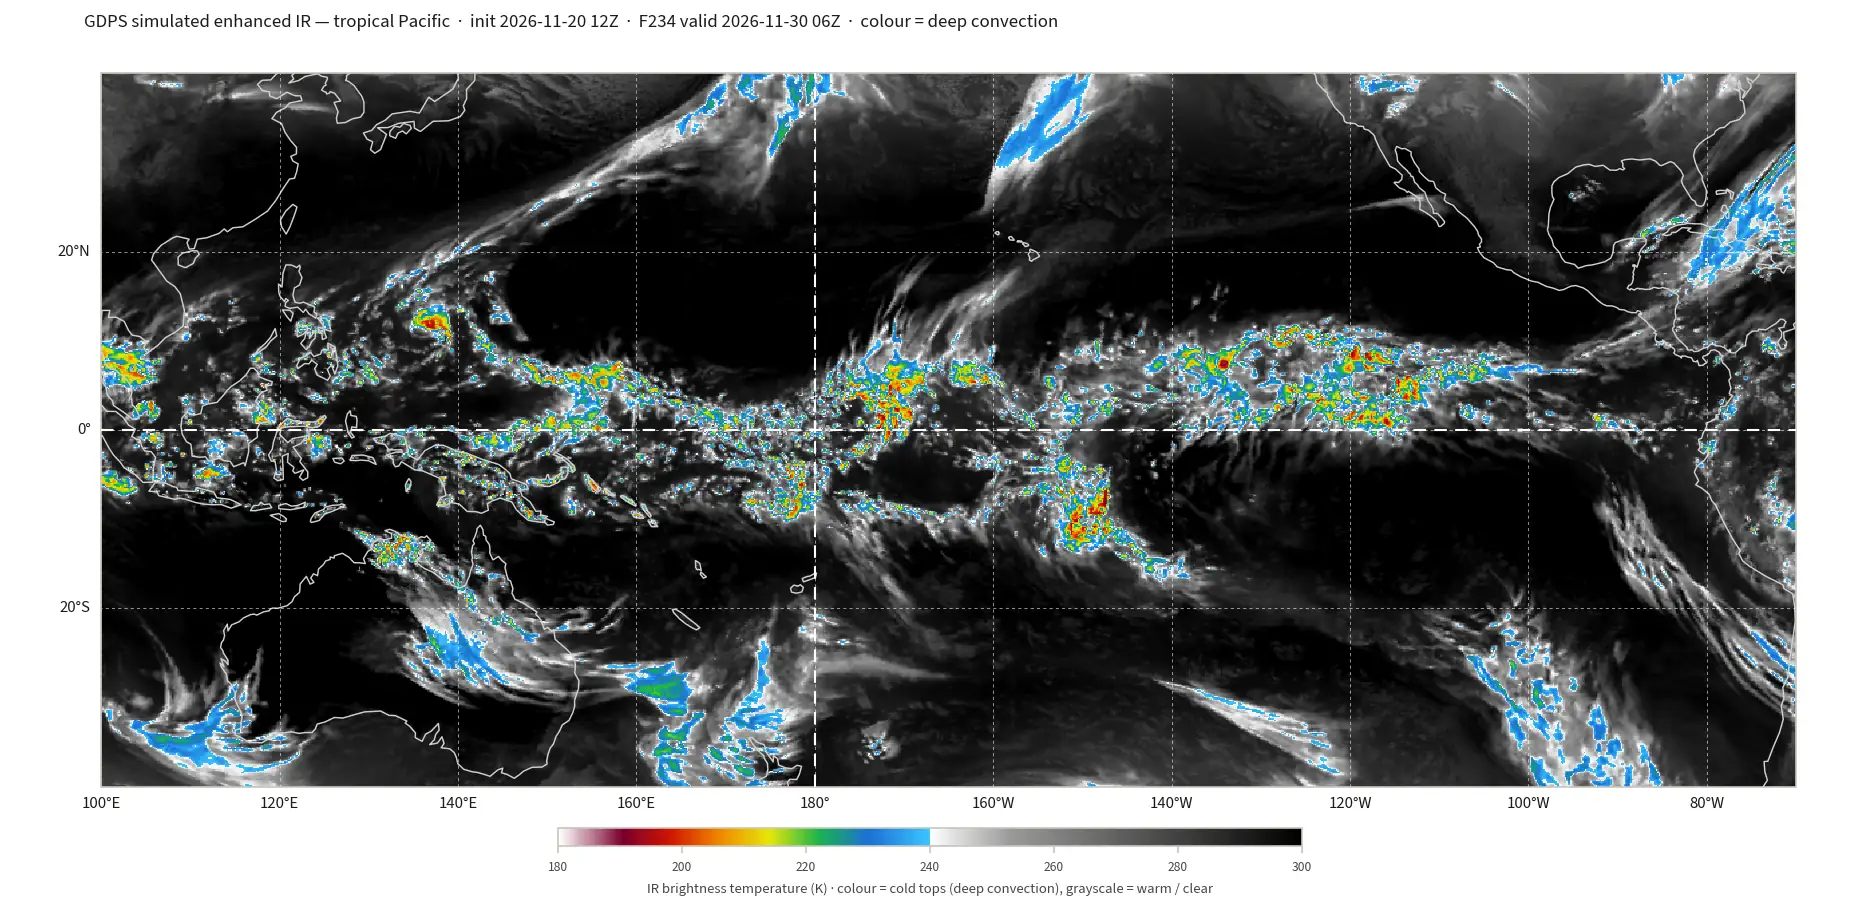 GDPS simulated enhanced IR — tropical Pacific · init 2026-11-20 12Z · F234 valid 2026-11-30 06Z · colour = deep convection
20°N
0°
20°S
100°E 120°E 140°E 160°E 180° 160°W 140°W 120°W 100°W 80°W
180 200 220 240 260 280 300
IR brightness temperature (K) · colour = cold tops (deep convection), grayscale = warm / clear